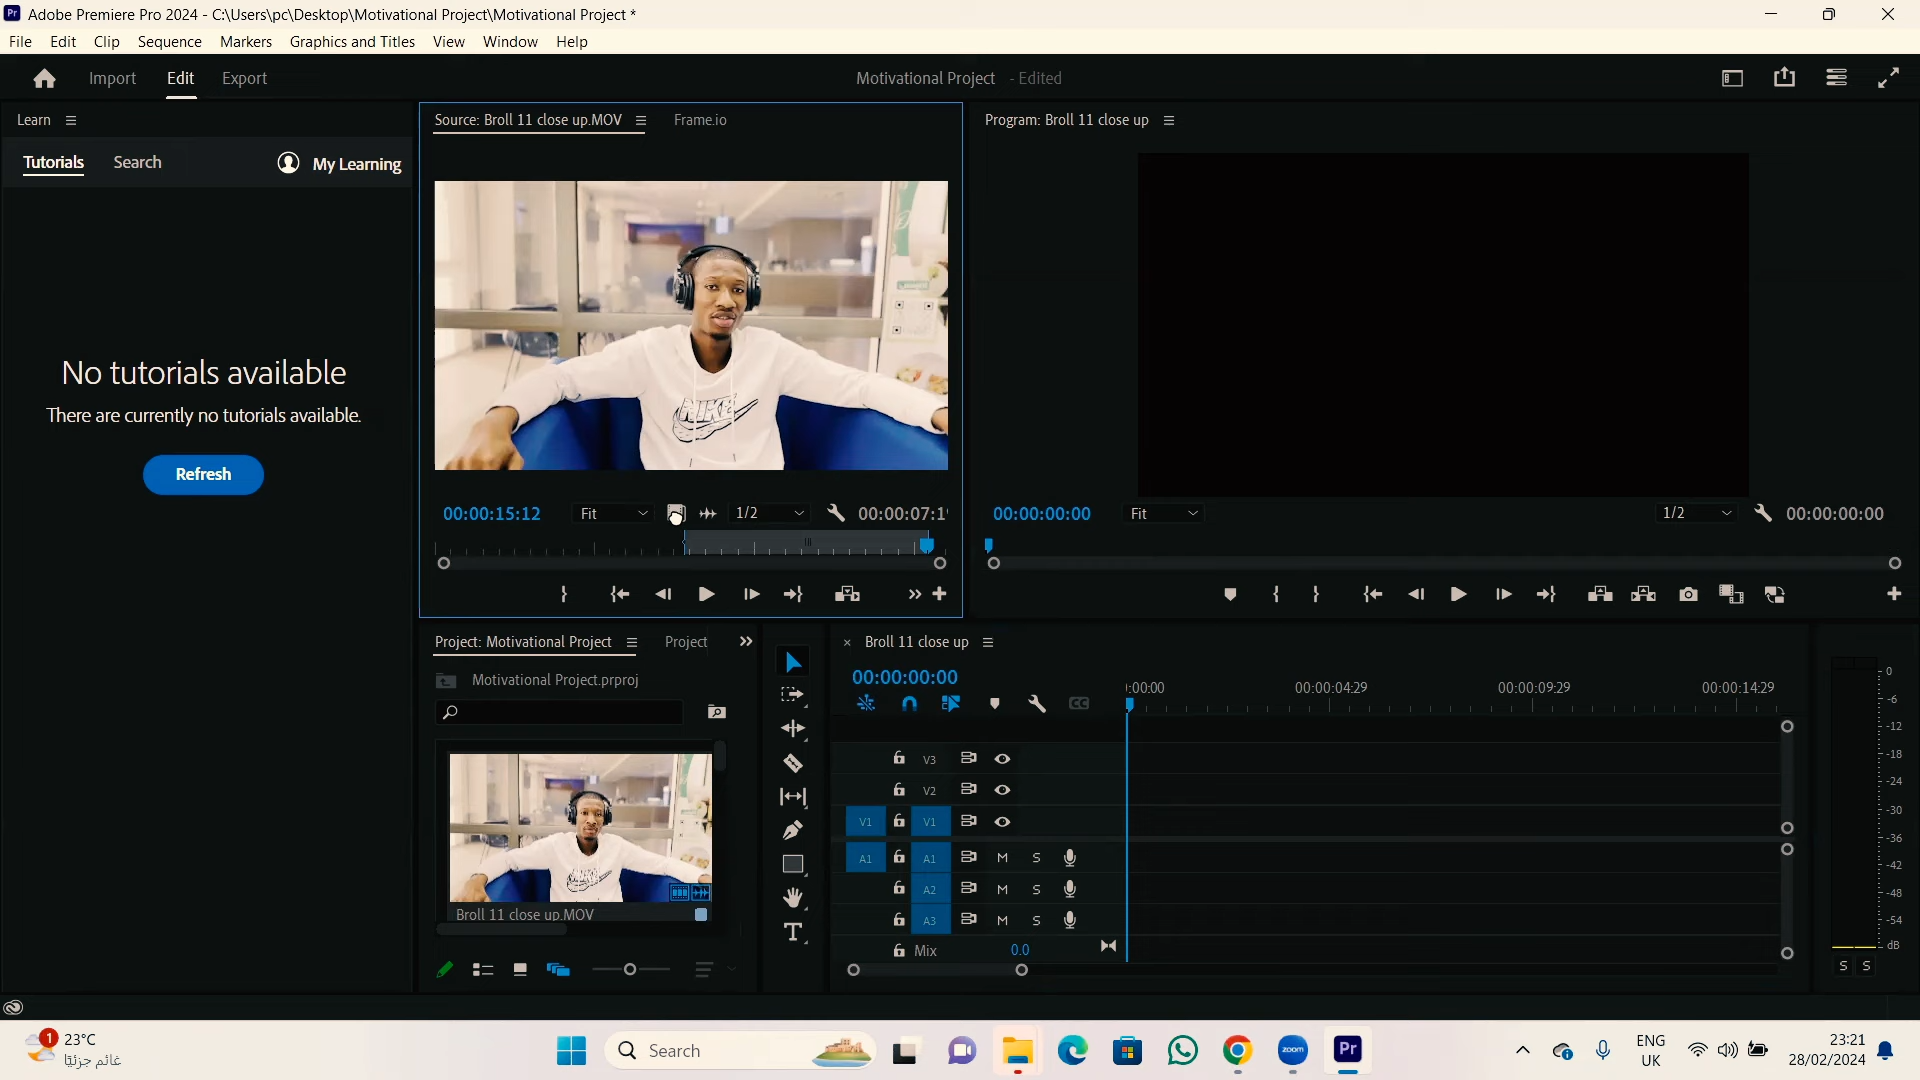 Pr Adobe Premiere Pro 2024 - C:\Users\pc\Desktop\Motivational Project\Motivational Project *
File Edit Clip Sequence Markers Graphics and Titles View Window Help
Import Edit Export Motivational Project - Edited
Learn
Tutorials Search My Learning
No tutorials available
There are currently no tutorials available.
Refresh
Source: Broll 11 close up.MOV Frame.io
NIKE
00:00:15:12 Fit 1/2 00:00:07:1
Program: Broll 11 close up
00:00:00:00 Fit 1/2 00:00:00:00
Project: Motivational Project Project
Motivational Project.prproj
Broll 11 close up.MOV
T
× Broll 11 close up
00:00:00:00
:00:00 00:00:04:29 00:00:09:29 00:00:14:29
CC
V3
V2
V1 V1
A1 A1 M S
A2 M S
A3 M S
Mix 0.0
0
-6
-12
-18
-24
-30
-36
-42
-48
-54
dB
S S
1 23°C
غائم جزئيًا
Search
zoom
Pr
ENG
UK
23:21
28/02/2024